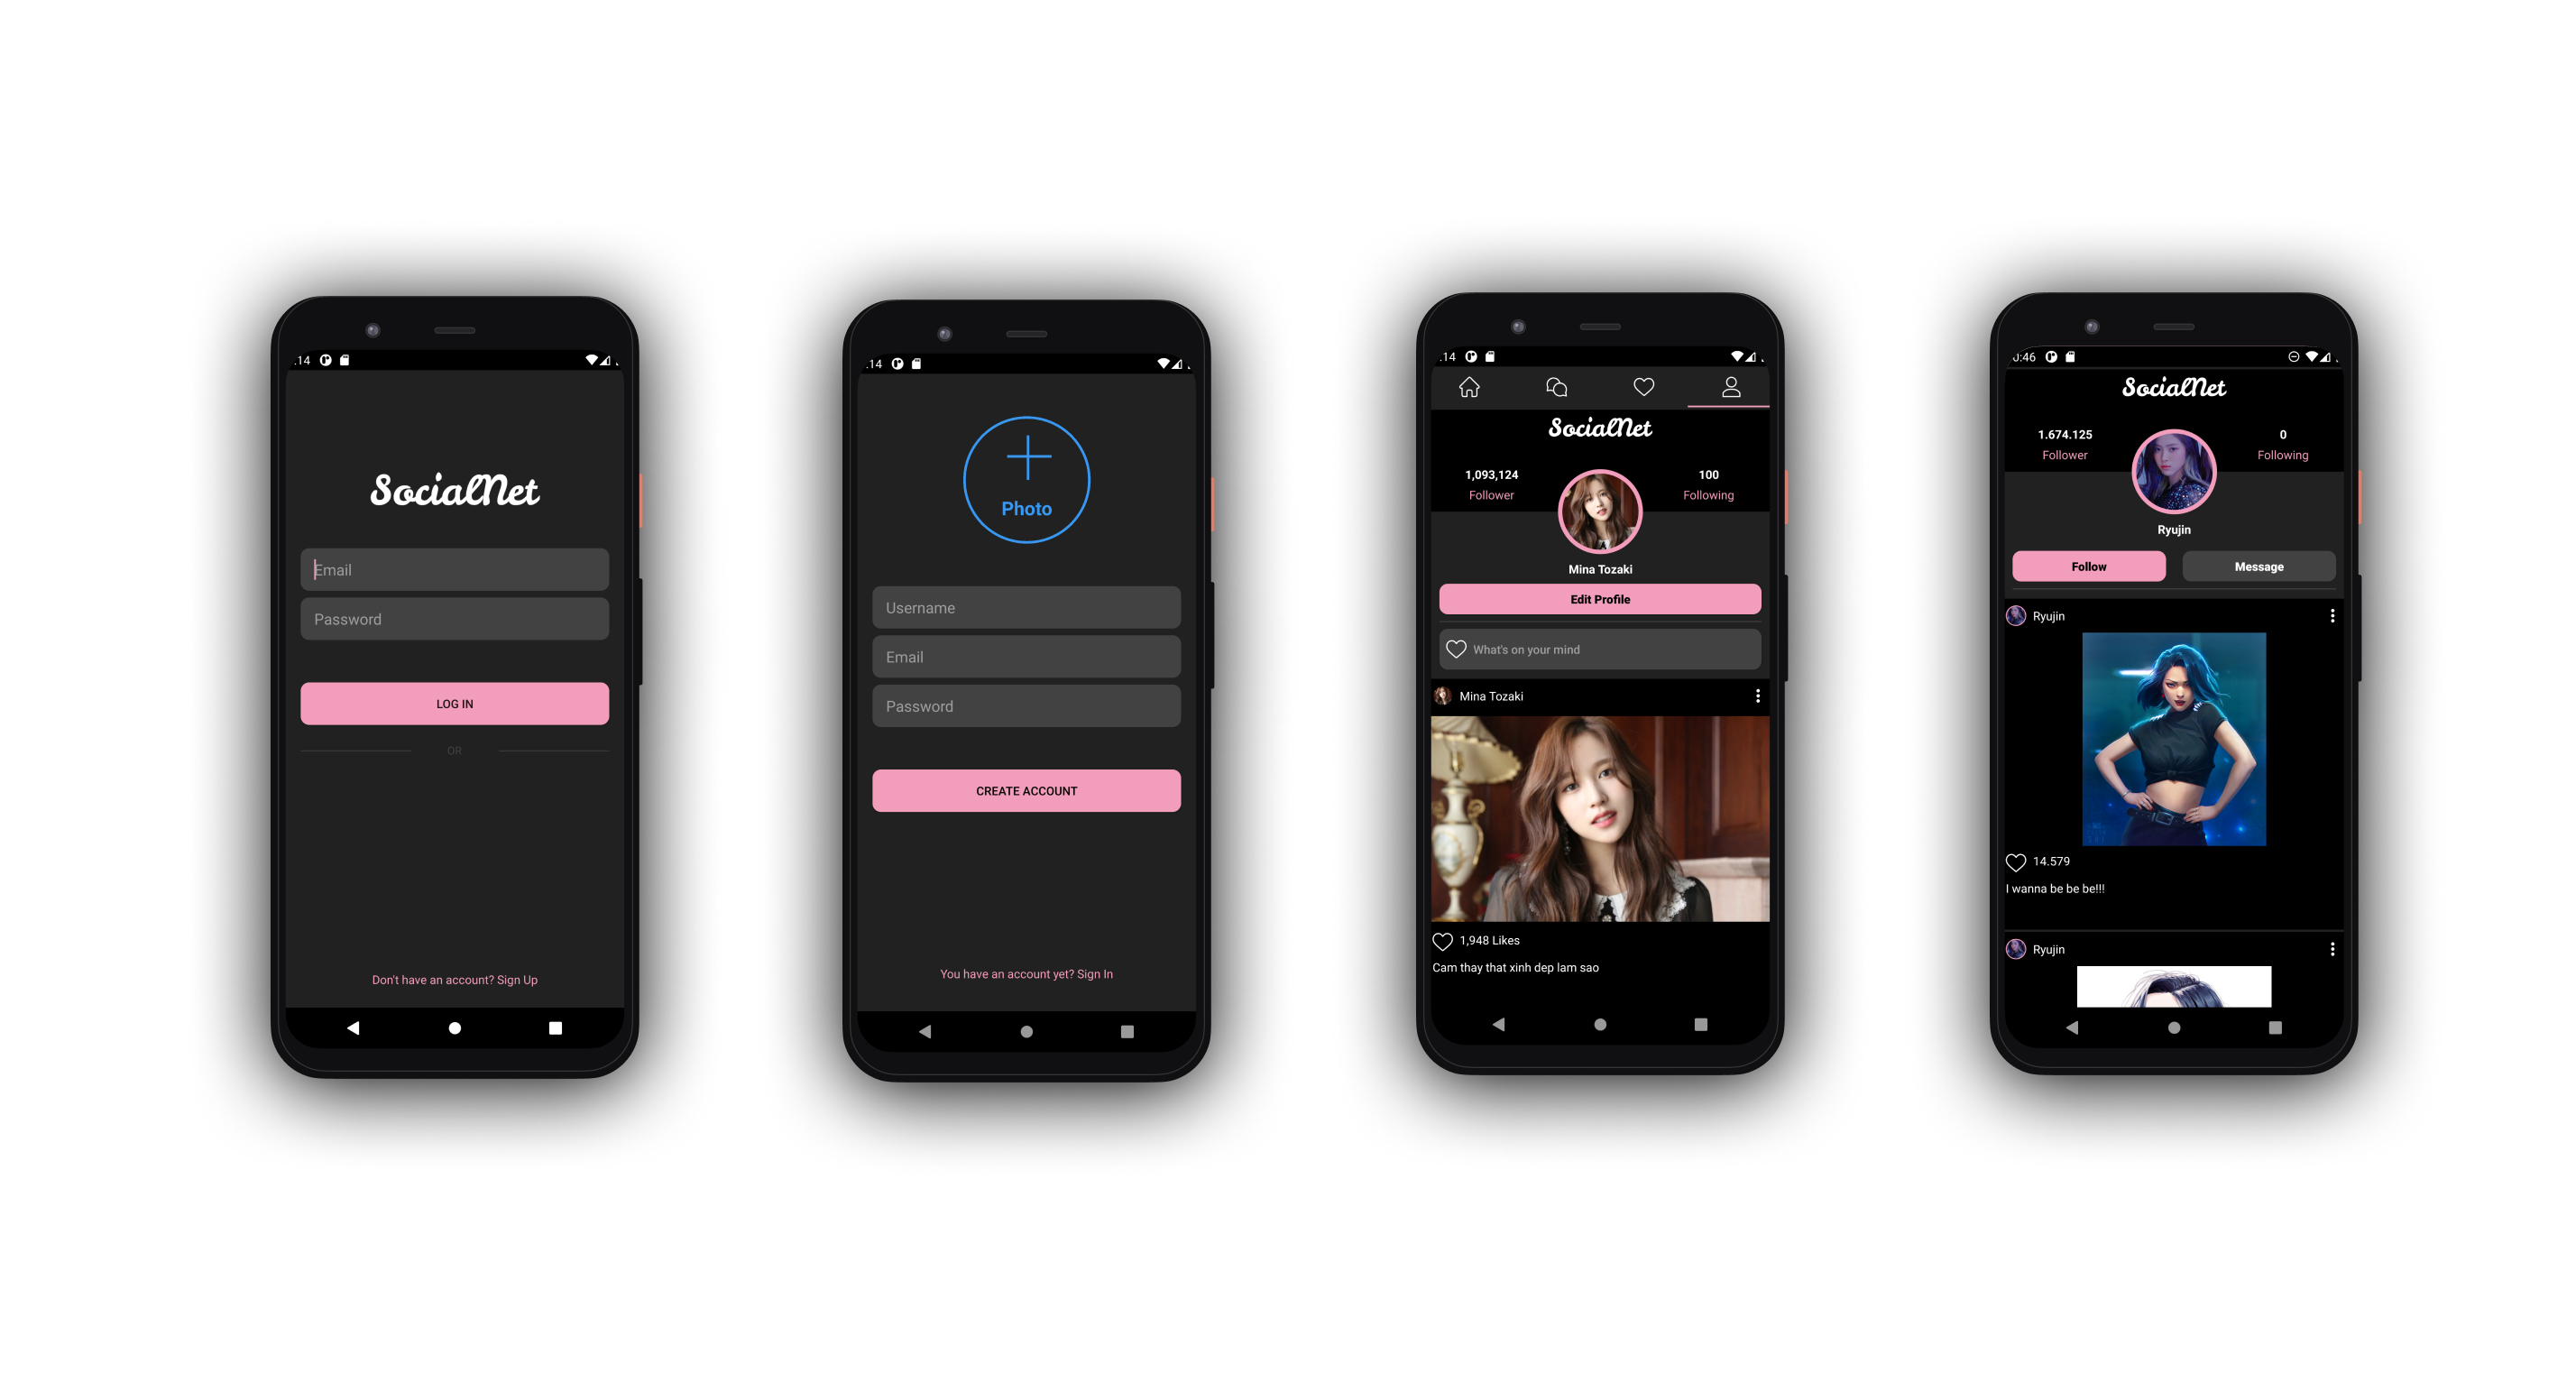 .14
SocialNet
Email
Password
LOG IN
OR
Don't have an account? Sign Up
.14
Photo
Username
Email
Password
CREATE ACCOUNT
You have an account yet? Sign In
.14
SocialNet
1,093,124
Follower
100
Following
Mina Tozaki
Edit Profile
What's on your mind
Mina Tozaki
1,948 Likes
Cam thay that xinh dep lam sao
0:46
SocialNet
1.674.125
Follower
0
Following
Ryujin
Follow
Message
Ryujin
14.579
I wanna be be be!!!
Ryujin